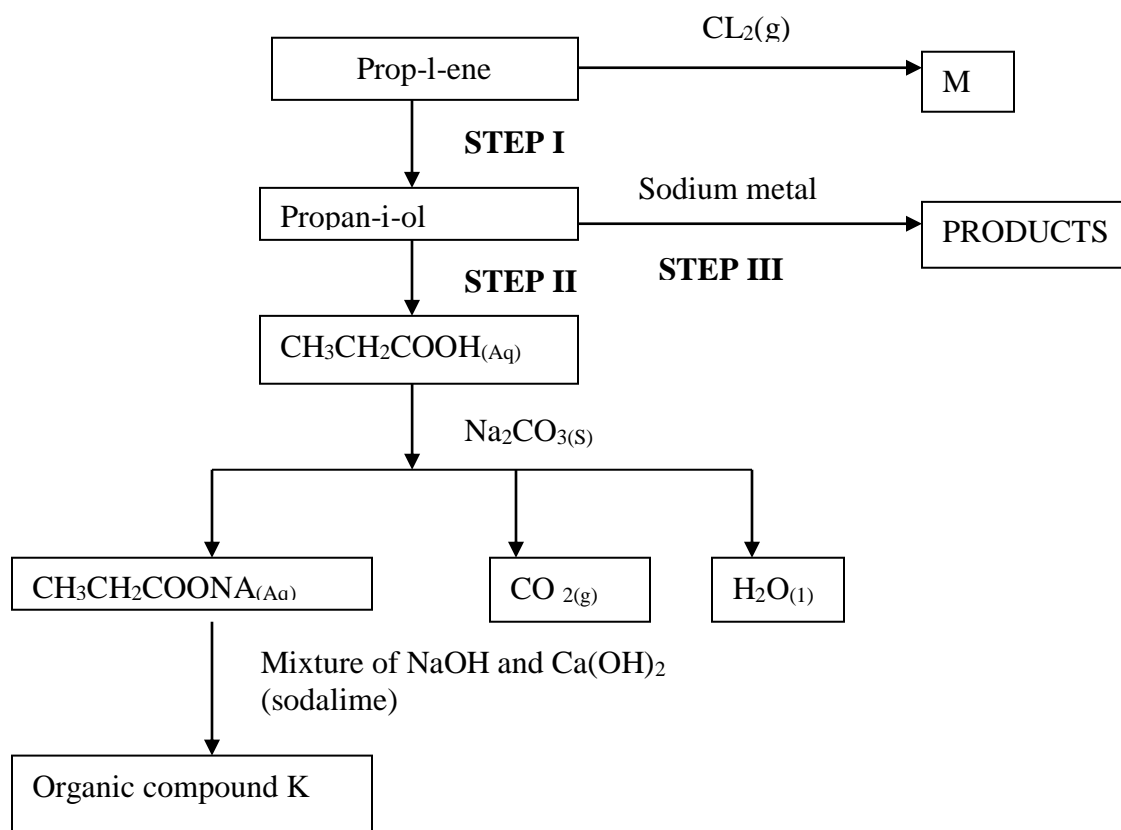 CL₂(g)
Prop-l-ene
M
STEP I
Sodium metal
Propan-i-ol
PRODUCTS
STEP II
STEP III
CH₃CH₂COOH(Aq)
Na₂CO₃(S)
CH₃CH₂COONA(Aq)
CO ₂(g)
H₂O(1)
Mixture of NaOH and Ca(OH)₂
(sodalime)
Organic compound K